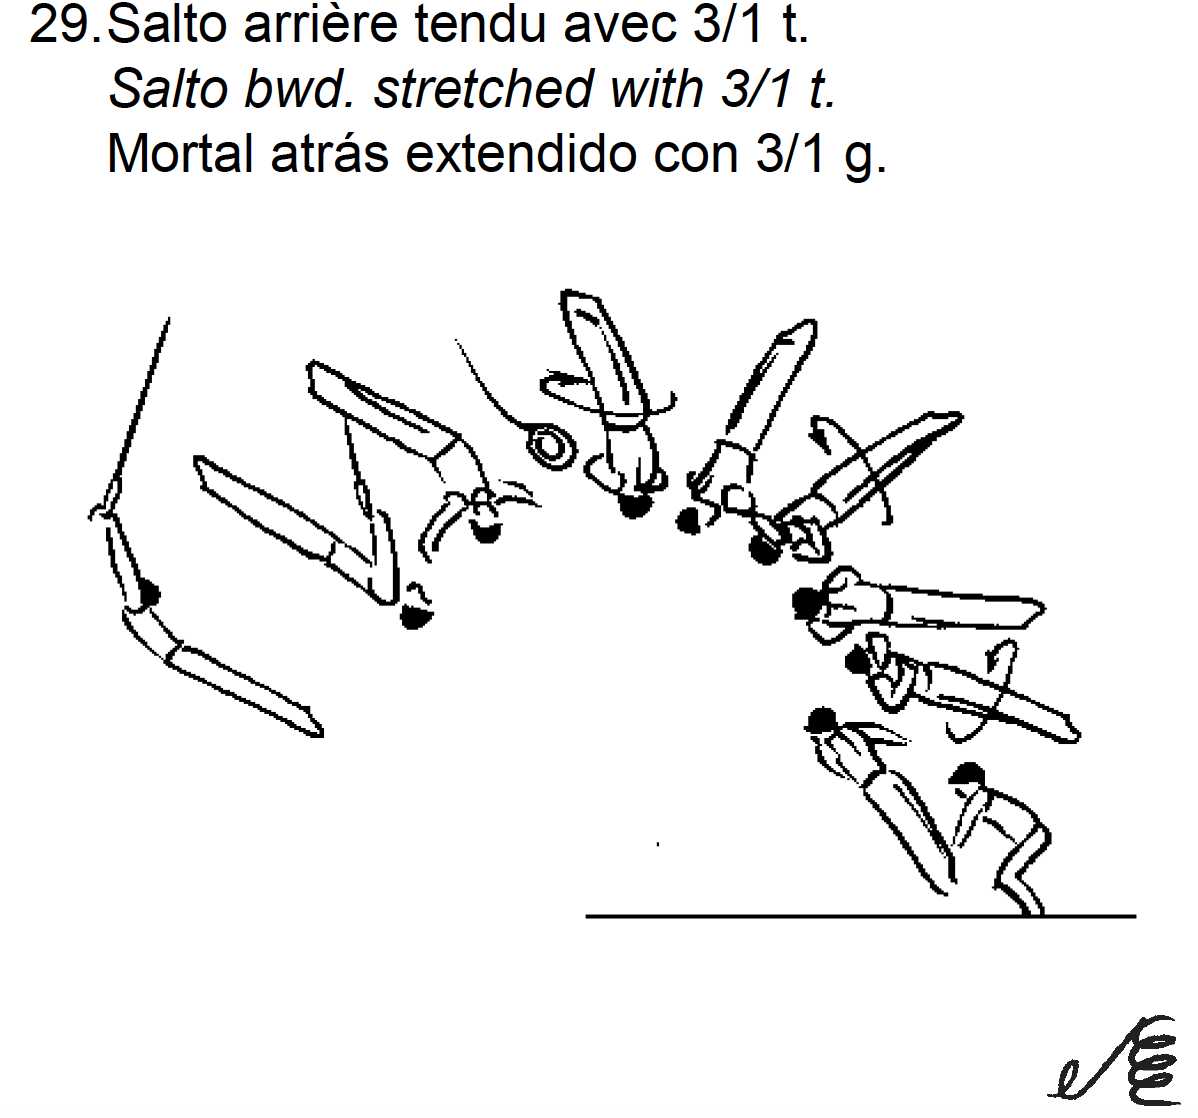 29.Salto arrière tendu avec 3/1 t.
Salto bwd. stretched with 3/1 t.
Mortal atrás extendido con 3/1 g.